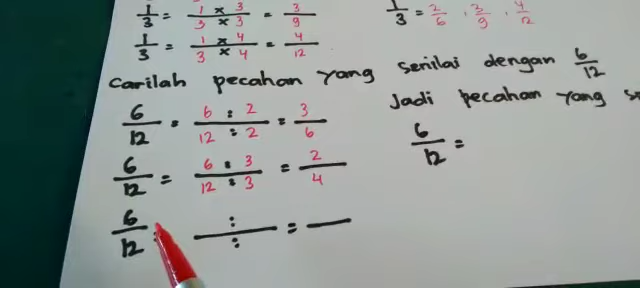 1/3 = 1 × 3 / 3 × 3 = 3/9
1/3 = 1 × 4 / 3 × 4 = 4/12
1/3 = 2/6 , 3/9 , 4/2
Carilah pecahan yang senilai dengan 6/12
6/12 = 6 : 2 / 12 : 2 = 3/6
6/12 = 6 : 3 / 12 : 3 = 2/4
6/12 = : / : =
Jadi pecahan yang
6/12 =